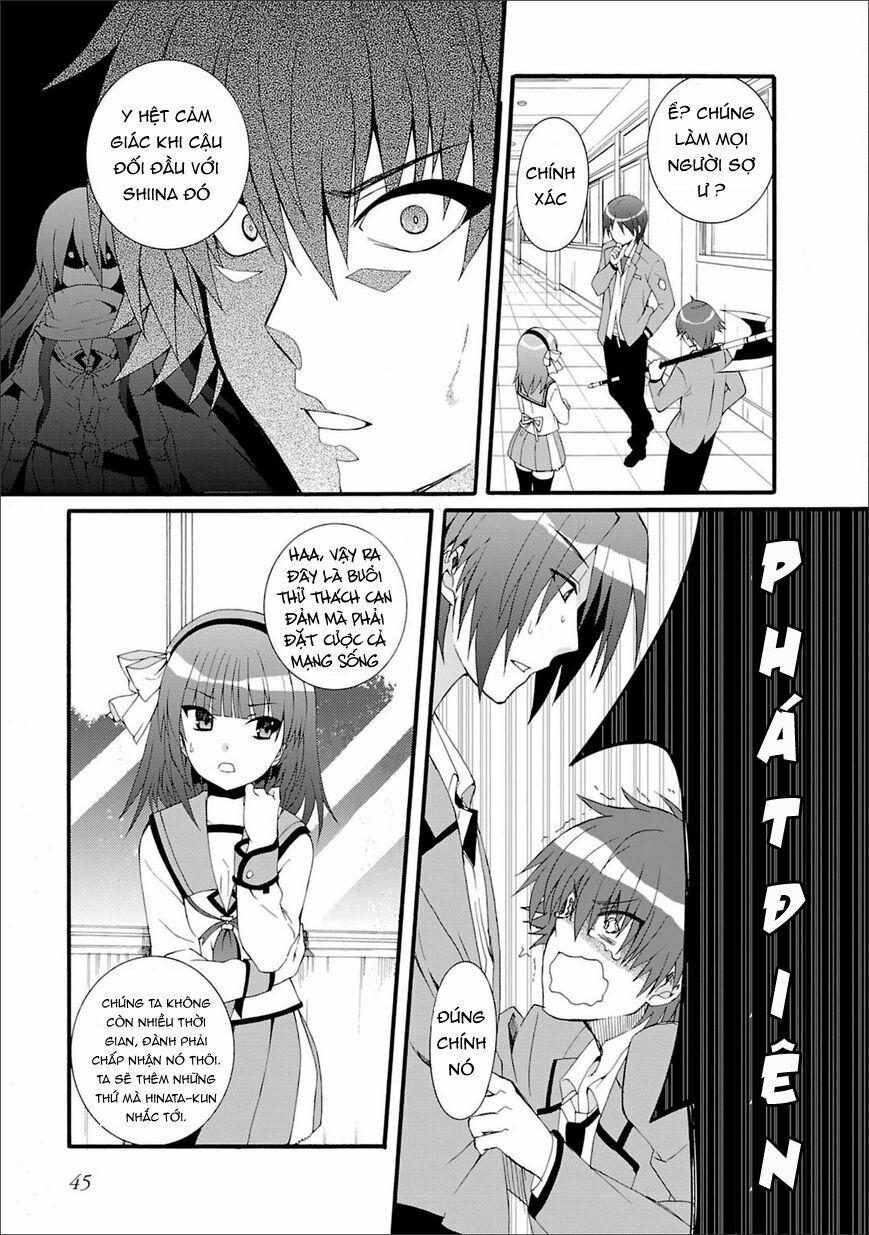 Ể? CHÚNG
LÀM MỌI
NGƯỜI SỢ
Ư ?
CHÍNH
XÁC
Y HỆT CẢM
GIÁC KHI CẬU
ĐỐI ĐẦU VỚI
SHIINA ĐÓ
PHÁT ĐIÊN
ĐÚNG
CHÍNH
NÓ
HAA, VẬY RA
ĐÂY LÀ BUỔI
THỬ THÁCH CAN
ĐẢM MÀ PHẢI
ĐẶT CƯỢC CẢ
MẠNG SỐNG
CHÚNG TA KHÔNG
CÒN NHIỀU THỜI
GIAN, ĐÀNH PHẢI
CHẤP NHẬN NÓ THÔI.
TA SẼ THÊM NHỮNG
THỨ MÀ HINATA-KUN
NHẮC TỚI.
45